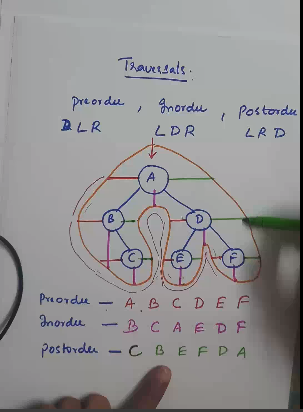 Traversals.
Preorder , Inorder , Postorder
DLR LDR LRD
A
B D
C E F
Preorder - A B C D E F
Inorder - B C A E D F
Postorder - C B E F D A